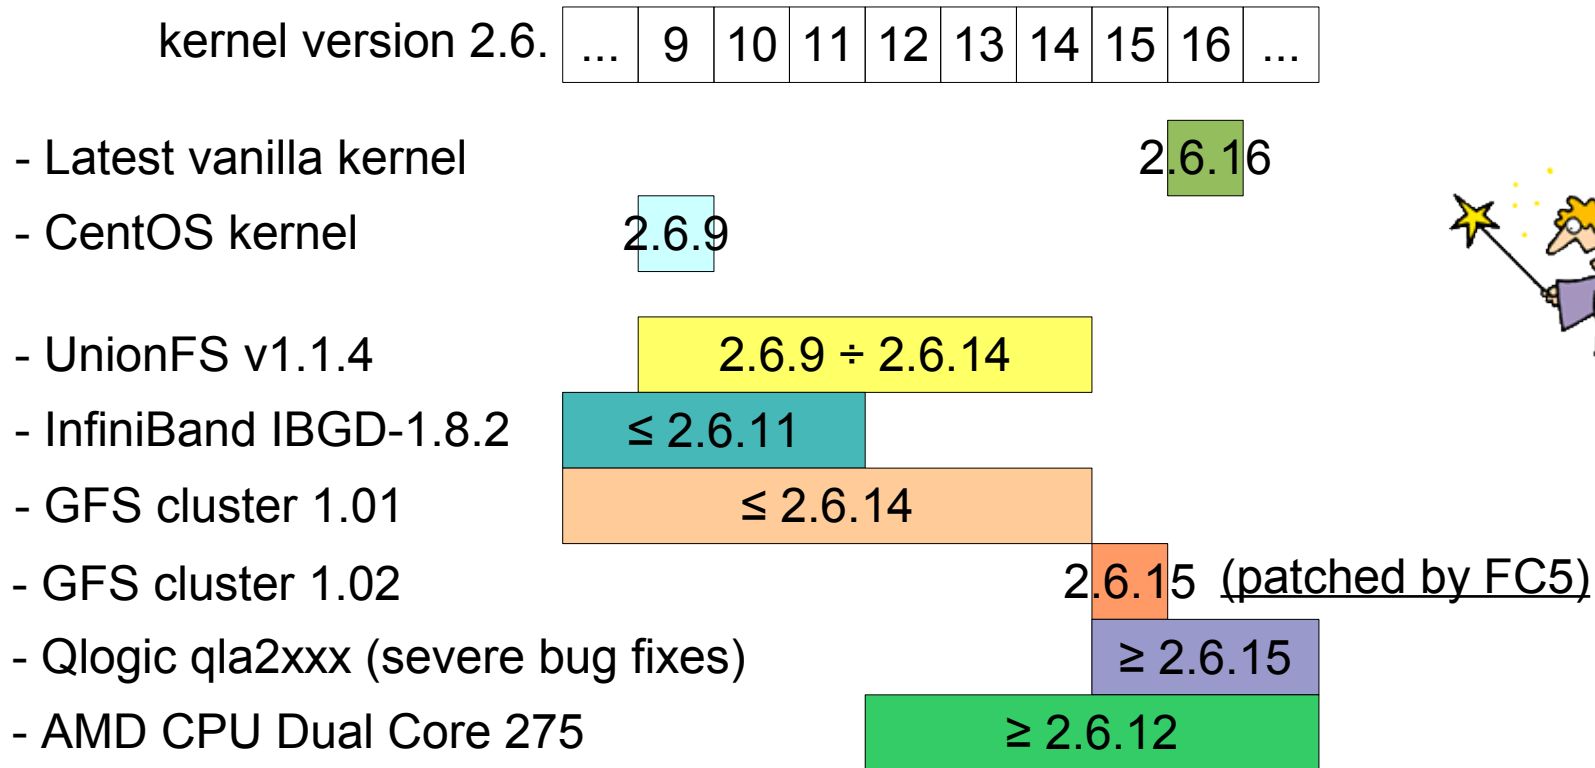 kernel version 2.6. ... 9 10 11 12 13 14 15 16 ...
- Latest vanilla kernel 2.6.16
- CentOS kernel 2.6.9
- UnionFS v1.1.4 2.6.9 ÷ 2.6.14
- InfiniBand IBGD-1.8.2 ≤ 2.6.11
- GFS cluster 1.01 ≤ 2.6.14
- GFS cluster 1.02 2.6.15 (patched by FC5)
- Qlogic qla2xxx (severe bug fixes) ≥ 2.6.15
- AMD CPU Dual Core 275 ≥ 2.6.12